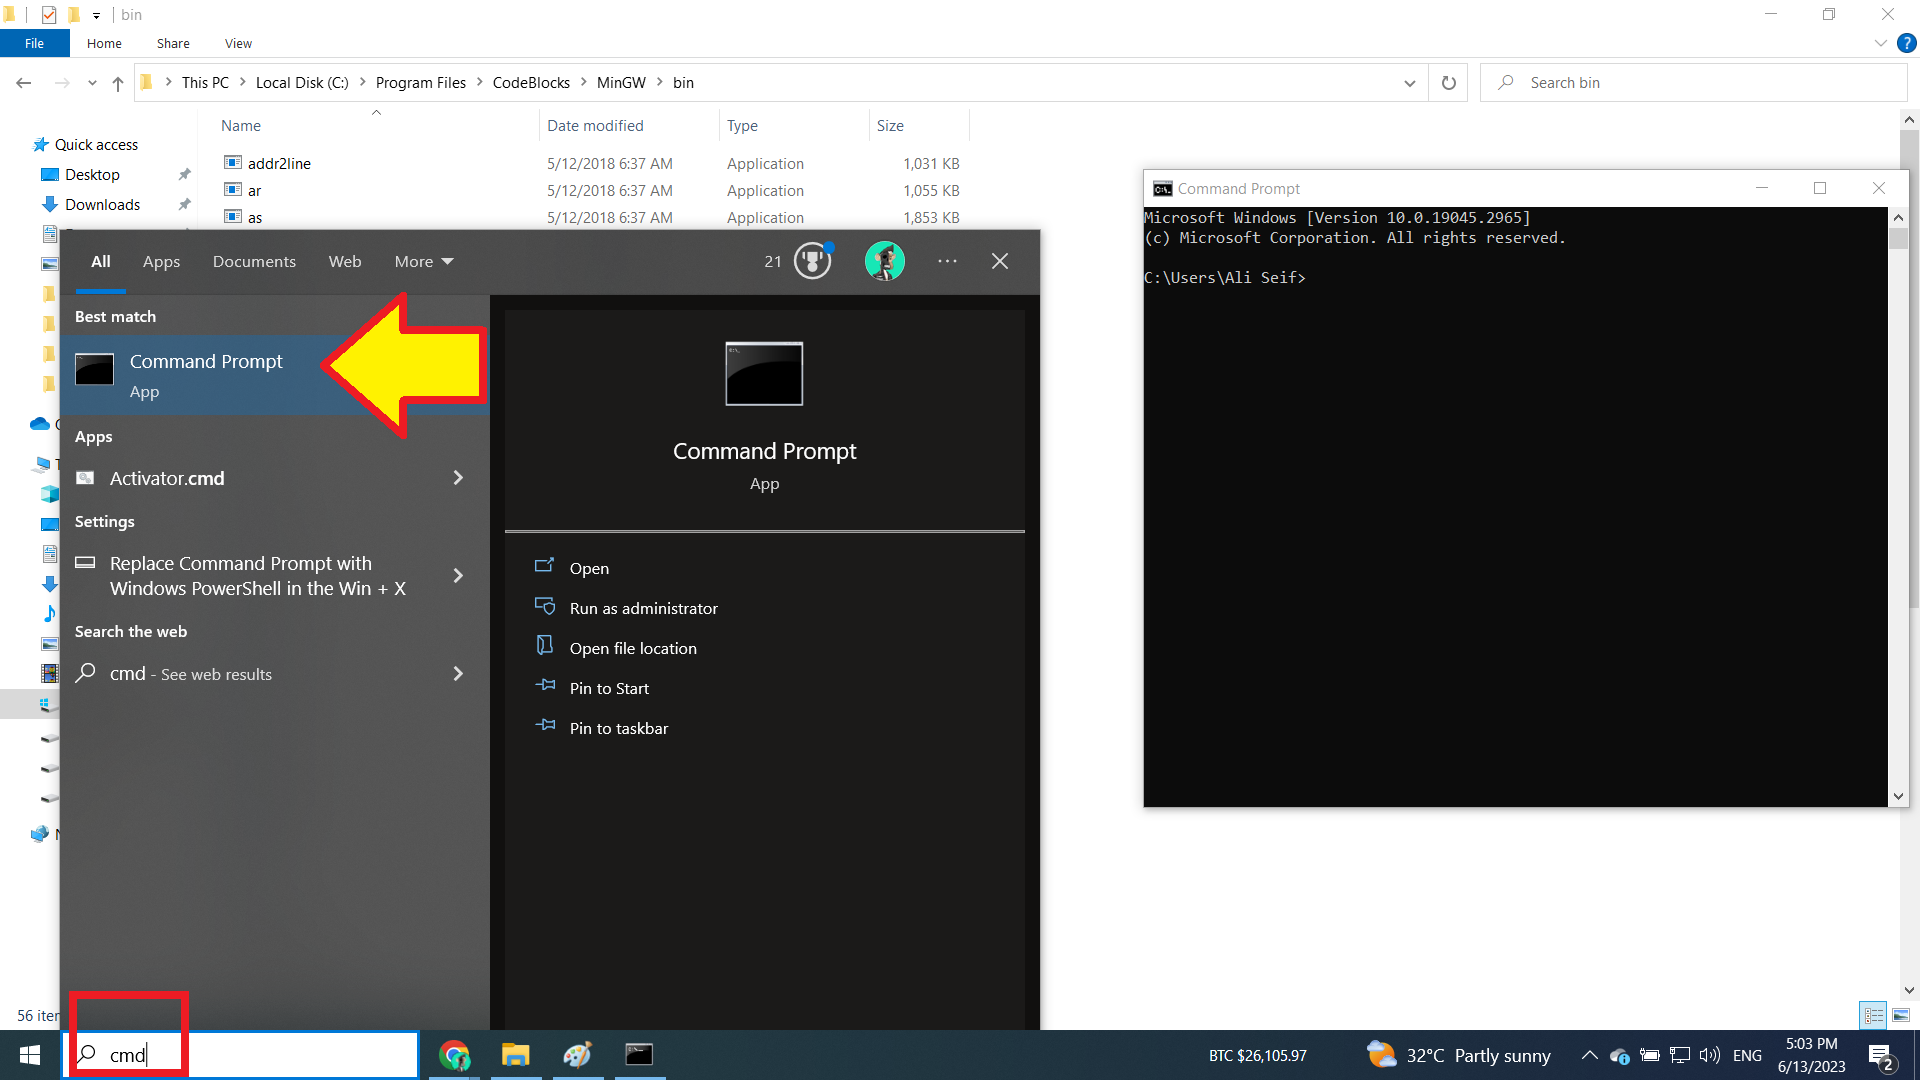 bin
File Home Share View
This PC > Local Disk (C:) > Program Files > CodeBlocks > MinGW > bin
Search bin
Name Date modified Type Size
Quick access
Desktop
Downloads
addr2line 5/12/2018 6:37 AM Application 1,031 KB
ar 5/12/2018 6:37 AM Application 1,055 KB
as 5/12/2018 6:37 AM Application 1,853 KB
All Apps Documents Web More 21
Best match
Command Prompt
App
Apps
Activator.cmd
Settings
Replace Command Prompt with
Windows PowerShell in the Win + X
Search the web
cmd - See web results
Command Prompt
App
Open
Run as administrator
Open file location
Pin to Start
Pin to taskbar
Command Prompt
Microsoft Windows [Version 10.0.19045.2965]
(c) Microsoft Corporation. All rights reserved.
C:\Users\Ali Seif>
56
cmd
BTC $26,105.97
32°C Partly sunny
ENG
5:03 PM
6/13/2023
2